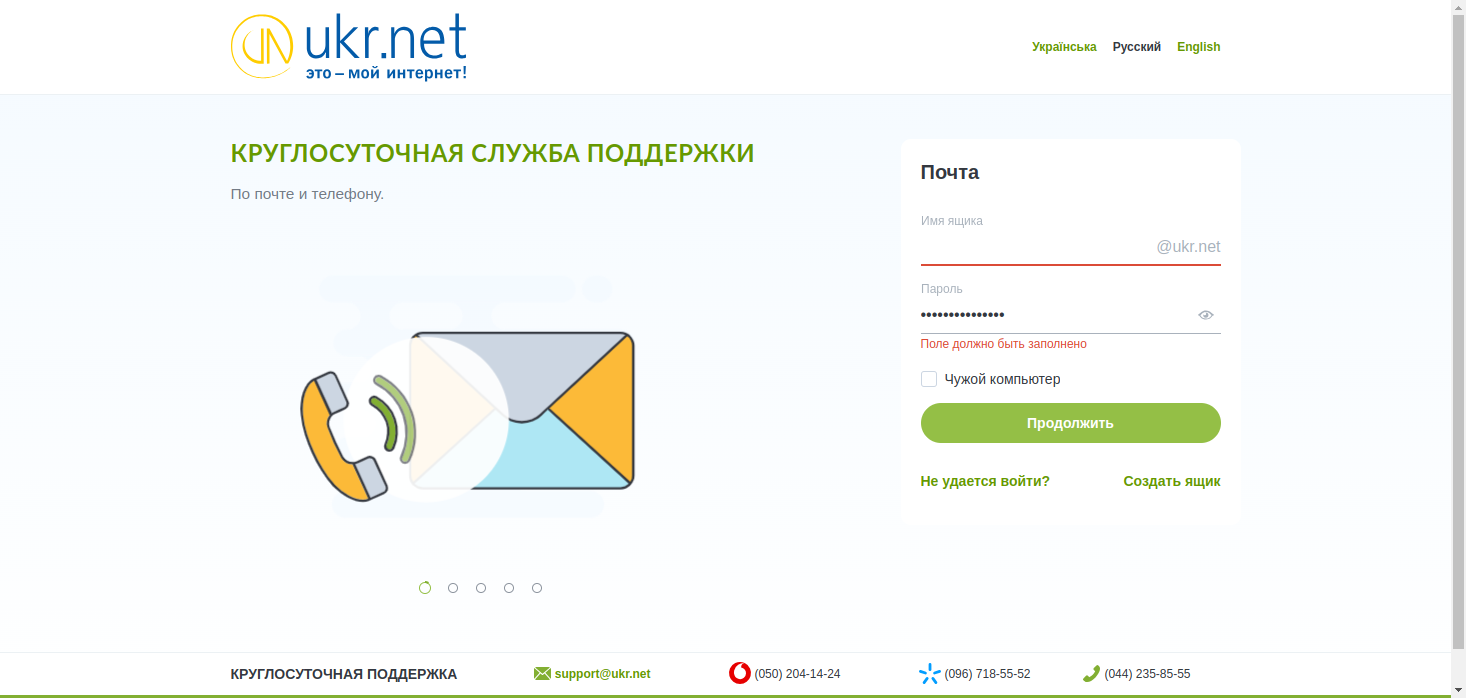 ukr.net
это – мой интернет!
Українська Русский English
КРУГЛОСУТОЧНАЯ СЛУЖБА ПОДДЕРЖКИ
По почте и телефону.
Почта
Имя ящика
@ukr.net
Пароль
•••••••••••••••
Поле должно быть заполнено
Чужой компьютер
Продолжить
Не удается войти? Создать ящик
КРУГЛОСУТОЧНАЯ ПОДДЕРЖКА support@ukr.net (050) 204-14-24 (096) 718-55-52 (044) 235-85-55